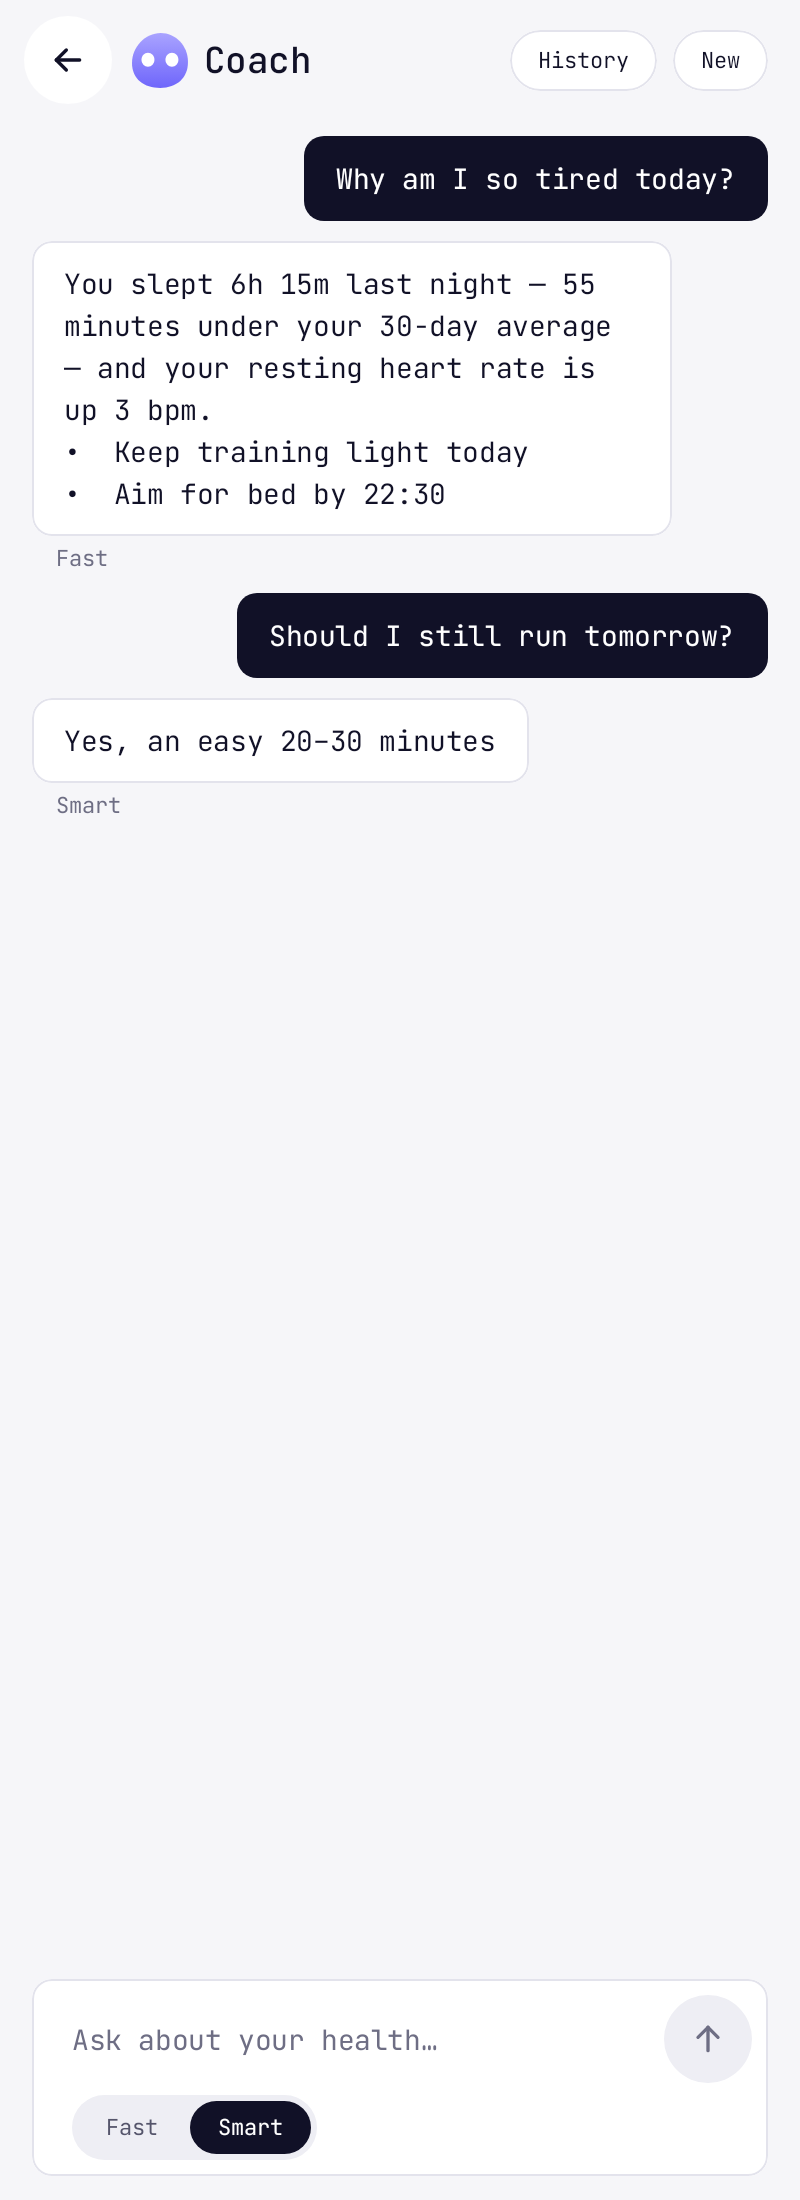 Coach
History
New
Why am I so tired today?
You slept 6h 15m last night — 55
minutes under your 30-day average
— and your resting heart rate is
up 3 bpm.
• Keep training light today
• Aim for bed by 22:30
Fast
Should I still run tomorrow?
Yes, an easy 20–30 minutes
Smart
Ask about your health…
Fast
Smart